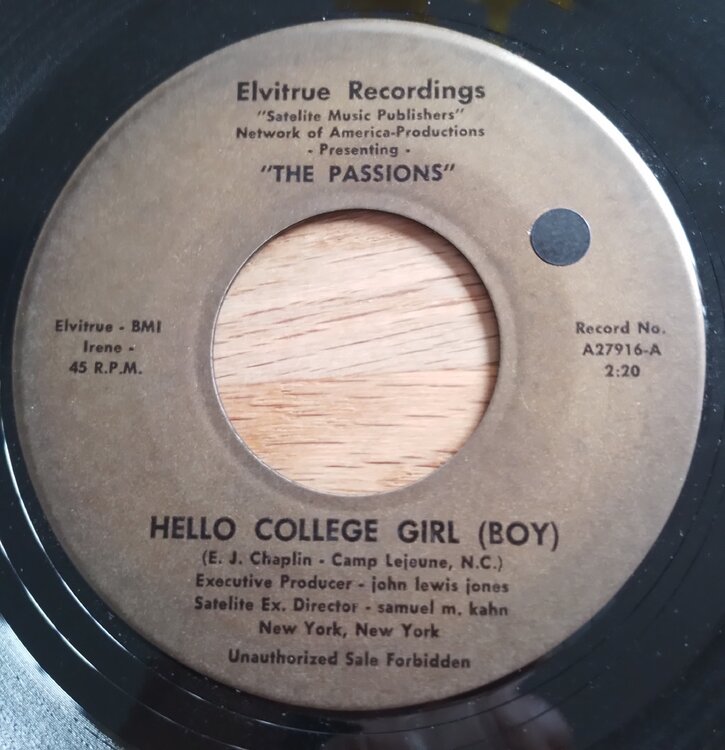 Elvitrue Recordings
"Satelite Music Publishers"
Network of America-Productions
- Presenting -
"THE PASSIONS"
Elvitrue - BMI
Irene -
45 R.P.M.
Record No.
A27916-A
2:20
HELLO COLLEGE GIRL (BOY)
(E. J. Chaplin - Camp Lejeune, N.C.)
Executive Producer - john lewis jones
Satelite Ex. Director - samuel m. kahn
New York, New York
Unauthorized Sale Forbidden